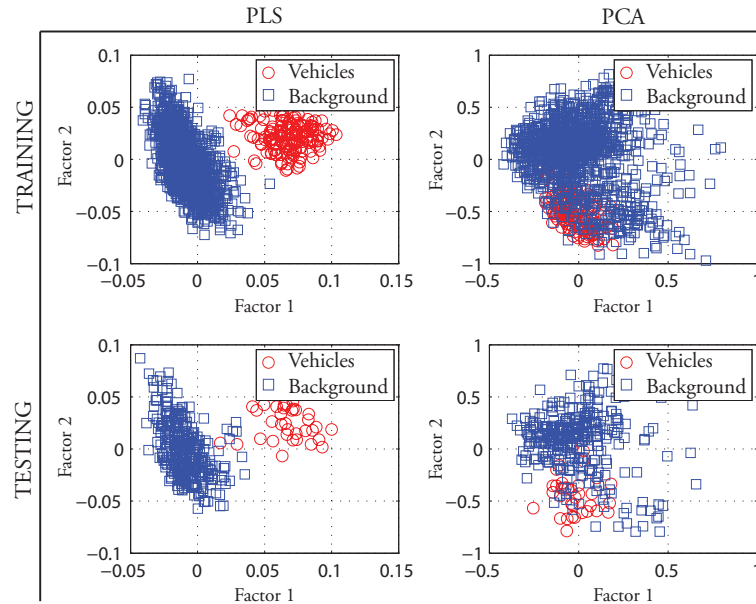 PLS
PCA
TRAINING
0.1
0.05
0
−0.05
−0.1
Factor 2
−0.05
0
0.05
0.1
0.15
Factor 1
Vehicles
Background
1
0.5
0
−0.5
−1
Factor 2
−0.5
0
0.5
1
Factor 1
Vehicles
Background
TESTING
0.1
0.05
0
−0.05
−0.1
Factor 2
−0.05
0
0.05
0.1
0.15
Factor 1
Vehicles
Background
1
0.5
0
−0.5
−1
Factor 2
−0.5
0
0.5
1
Factor 1
Vehicles
Background